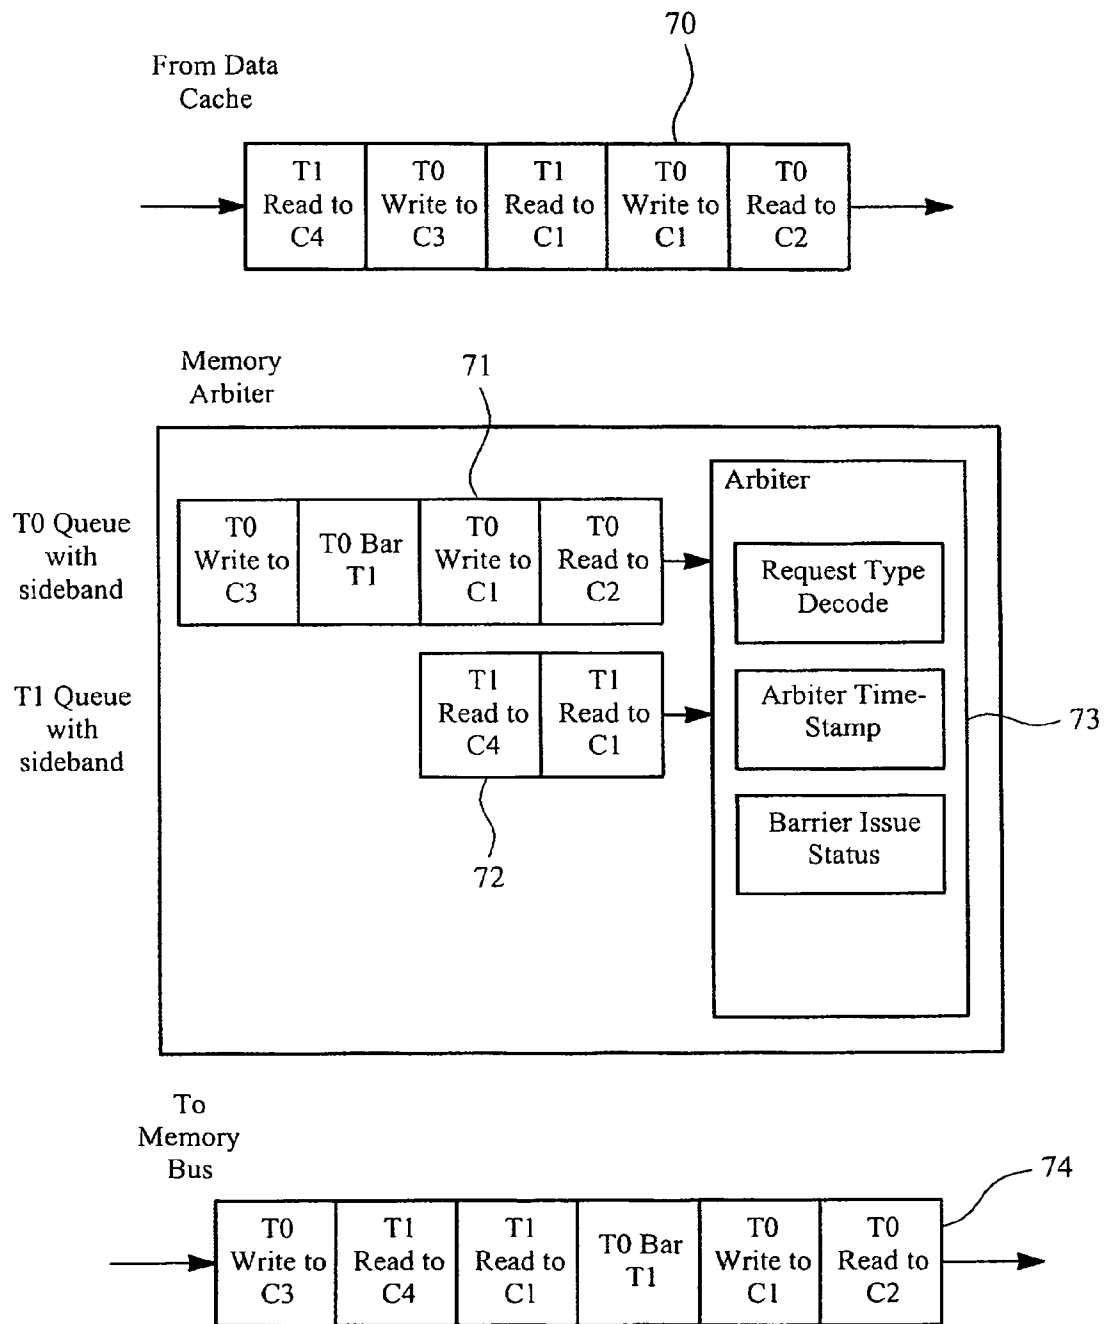 70
From Data
Cache
T1 T0 T1 T0 T0
Read to Write to Read to Write to Read to
C4 C3 C1 C1 C2
Memory
Arbiter
71
Arbiter
T0 Queue
with
sideband
T0 T0 Bar T0 T0
Write to T1 Write to Read to
C3 C1 C2
Request Type
Decode
T1 Queue
with
sideband
T1 T1
Read to Read to
C4 C1
Arbiter Time-
Stamp
73
Barrier Issue
Status
72
To
Memory
Bus
74
T0 T1 T1 T0 Bar T0 T0
Write to Read to Read to T1 Write to Read to
C3 C4 C1 C1 C2